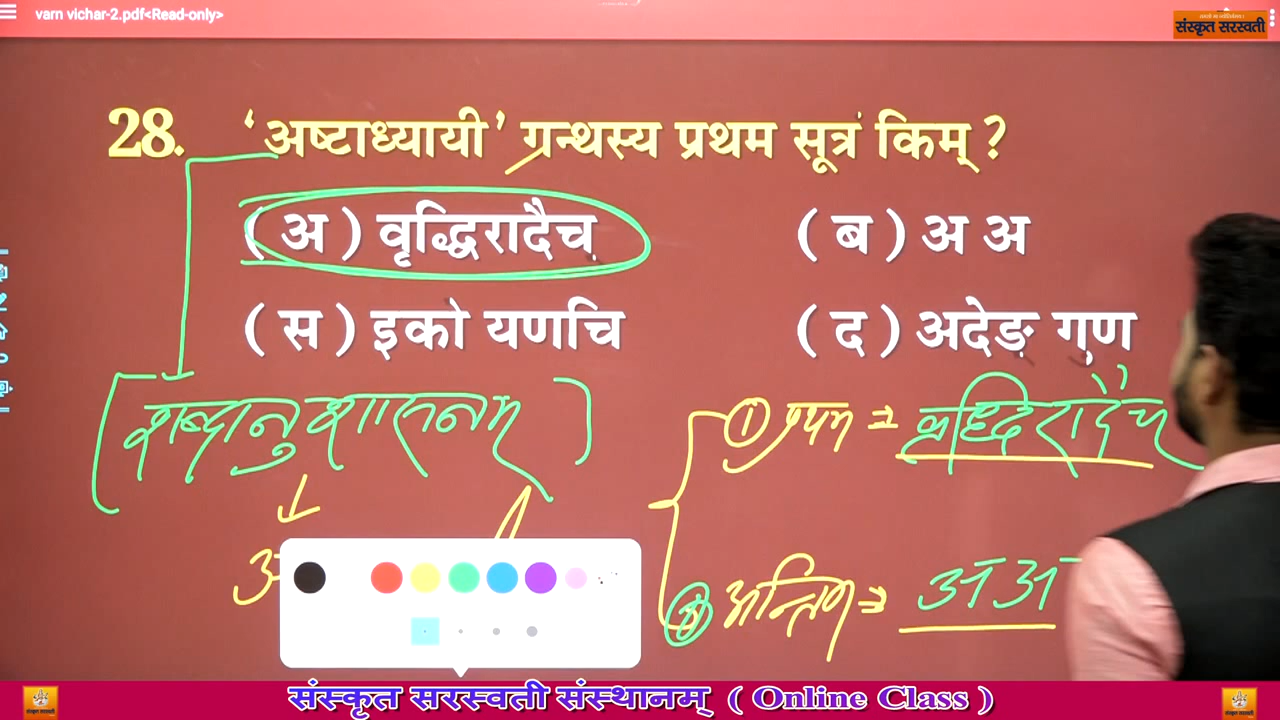 varn vichar-2.pdf<Read-only>
संस्कृत सरस्वती
28. ‘अष्टाध्यायी’ ग्रन्थस्य प्रथम सूत्रं किम् ?
( अ ) वृद्धिरादैच् ( ब ) अ अ
( स ) इको यणचि ( द ) अदेङ् गुण
[ शब्दानुशासनम् ]
① प्रथम ⇒ व्रध्दिरादैच्
② अन्तिम ⇒ अ अ
संस्कृत सरस्वती संस्थानम् ( Online Class )